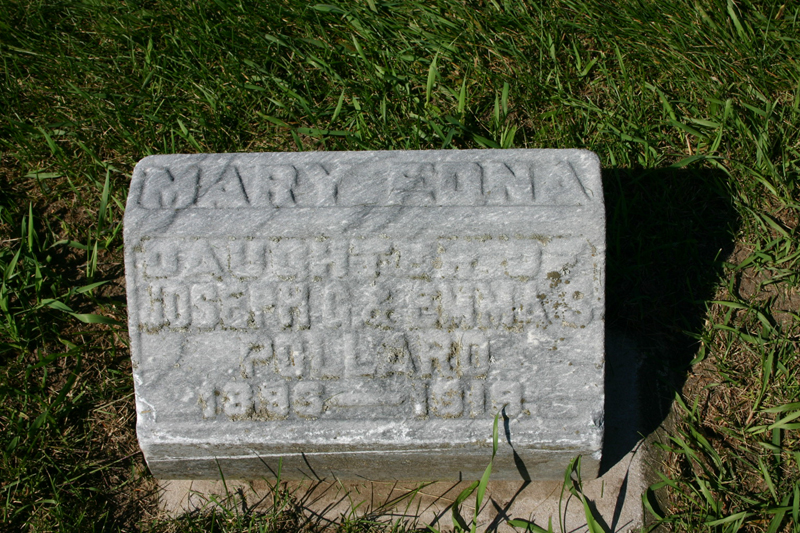 MARY EDNA
DAUGHTER OF
JOSEPH C. & EMMA S
POLLARD